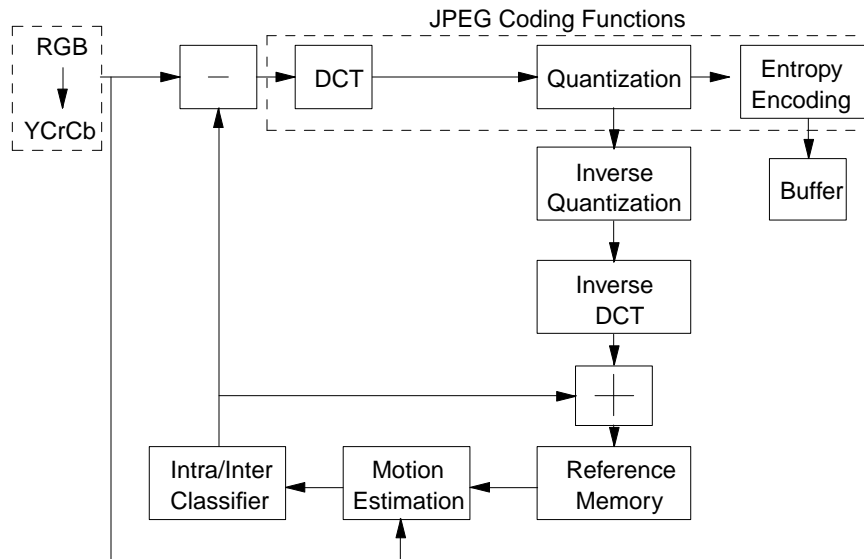 JPEG Coding Functions
RGB
YCrCb
DCT
Quantization
Entropy
Encoding
Inverse
Quantization
Buffer
Inverse
DCT
Intra/Inter
Classifier
Motion
Estimation
Reference
Memory